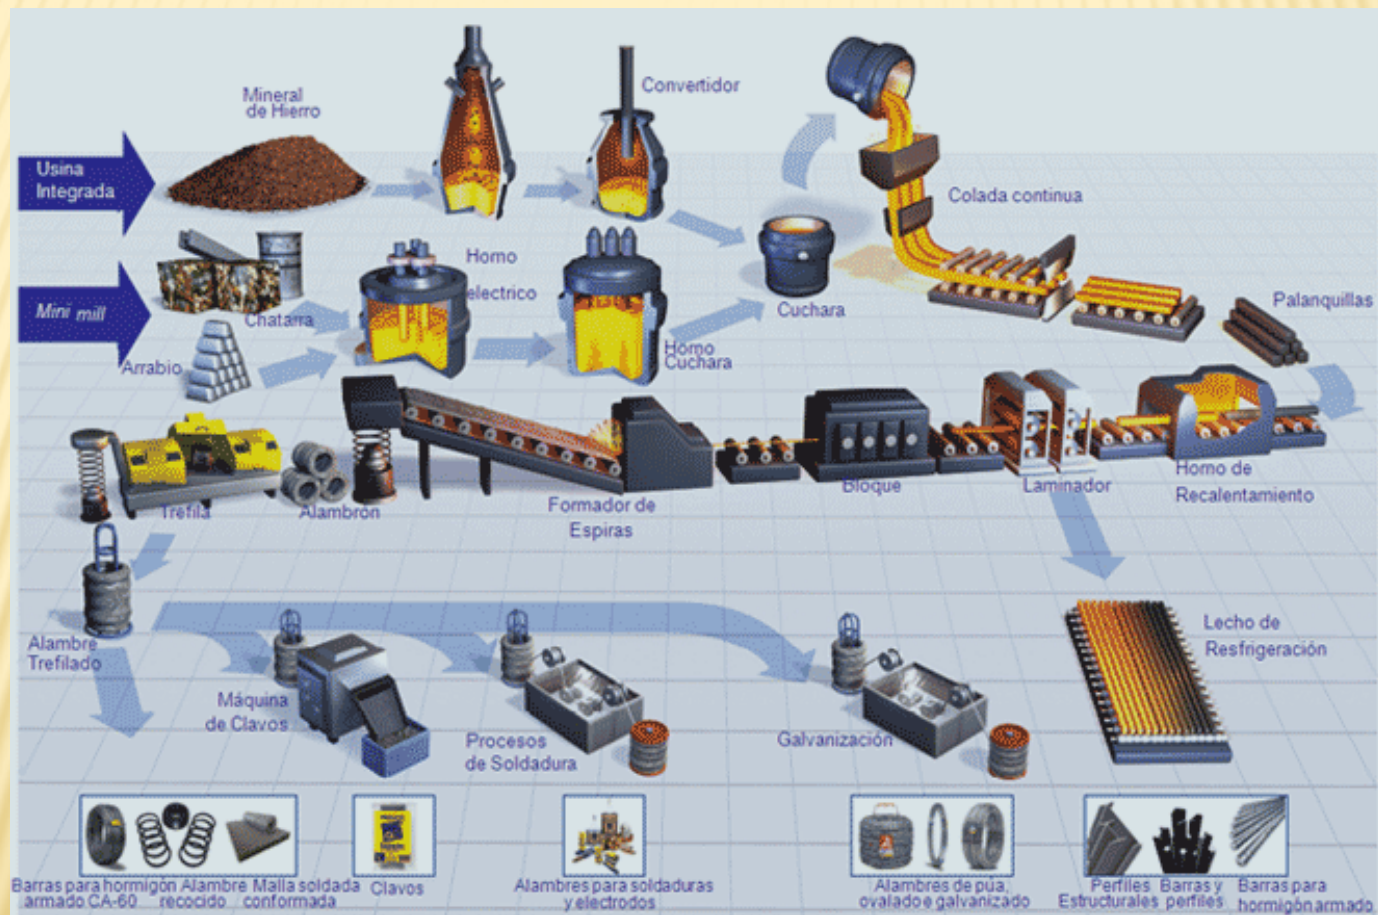 Mineral
de Hierro
Convertidor
Usina
Integrada
Colada continua
Horno
electrico
Mini mill
Chatarra
Cuchara
Palanquillas
Arrabio
Horno
Cuchara
Trefila
Alambrón
Formador de
Espiras
Bloque
Laminador
Horno de
Recalentamiento
Alambre
Trefilado
Lecho de
Resfrigeración
Máquina
de Clavos
Procesos
de Soldadura
Galvanización
Barras para hormigón
armado CA-60
Alambre
recocido
Malla soldada
conformada
Clavos
Alambres para soldaduras
y electrodos
Alambres de púa,
ovalado e galvanizado
Perfiles
Estructurales
Barras y
perfiles
Barras para
hormigón armado